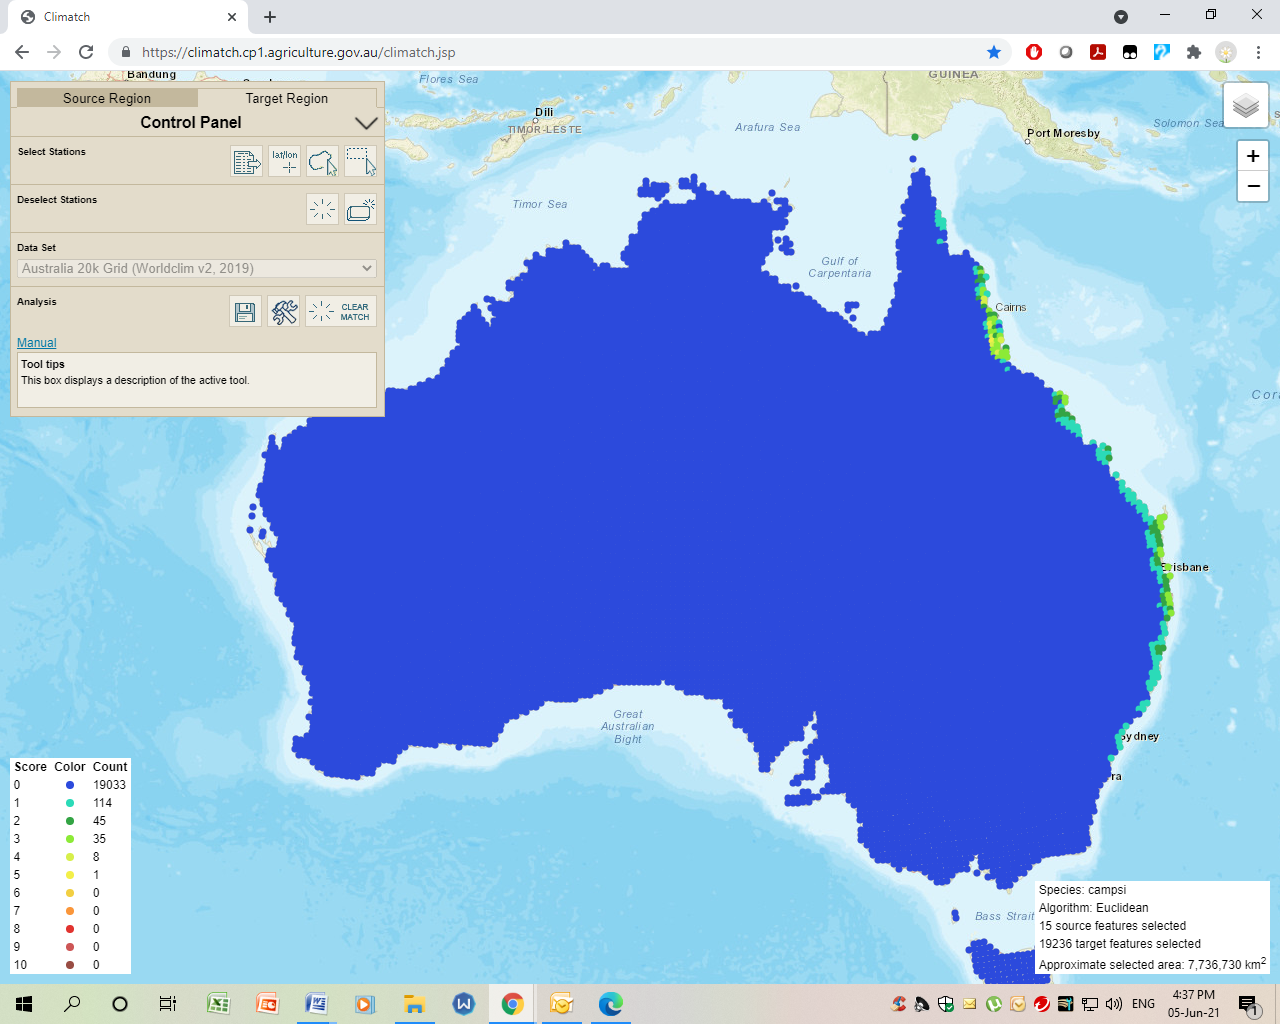 Climatch
https://climatch.cp1.agriculture.gov.au/climatch.jsp
Bandung
Flores Sea
GUINEA
Source Region
Target Region
Control Panel
Select Stations
lat/lon
Deselect Stations
Data Set
Australia 20k Grid (Worldclim v2, 2019)
Analysis
CLEAR
MATCH
Manual
Tool tips
This box displays a description of the active tool.
Dili
TIMOR-LESTE
Arafura Sea
Port Moresby
Solomon Sea
+
−
Timor Sea
Gulf of
Carpentaria
Cairns
Brisbane
Great
Australian
Bight
Sydney
ra
Bass Strait
Score Color Count
0 19033
1 114
2 45
3 35
4 8
5 1
6 0
7 0
8 0
9 0
10 0
Species: campsi
Algorithm: Euclidean
15 source features selected
19236 target features selected
Approximate selected area: 7,736,730 km2
ENG
4:37 PM
05-Jun-21
1